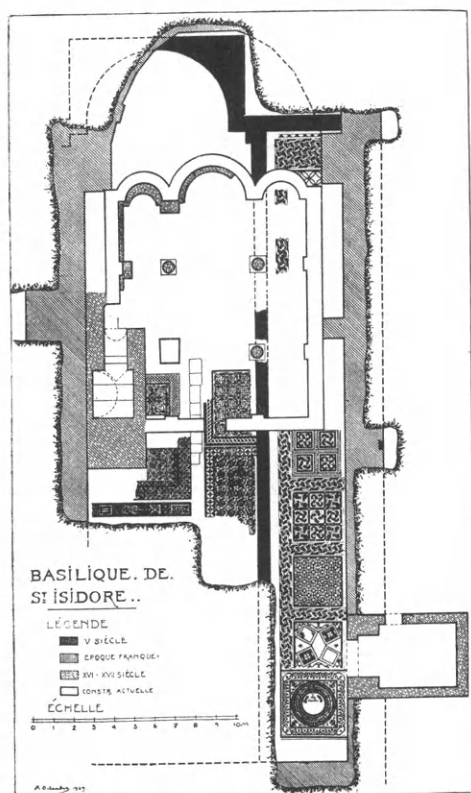 BASILIQUE. DE.
ST ISIDORE..
LÉGENDE
V SIÈCLE
ÉPOQUE FRANQUE
XVI - XVII SIÈCLE
CONSTR. ACTUELLE
ÉCHELLE
0 1 2 3 4 5 6 7 8 9 10M